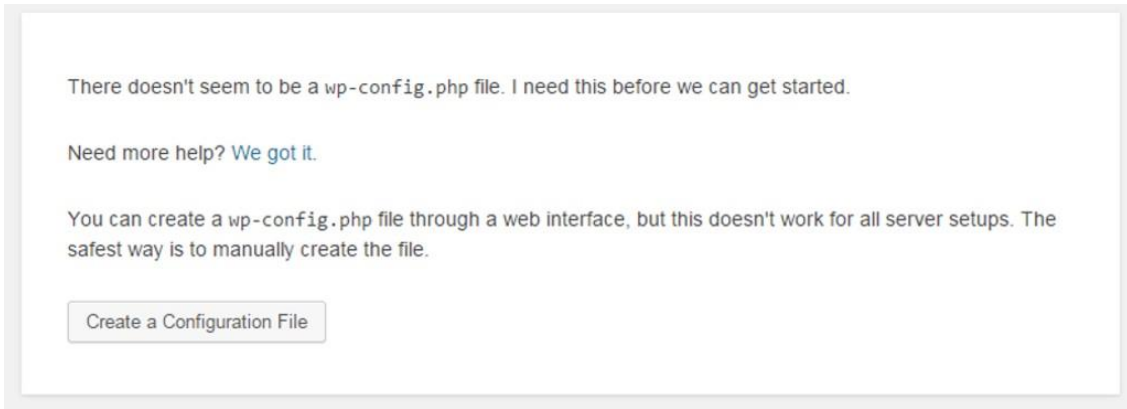 There doesn't seem to be a wp-config.php file. I need this before we can get started.
Need more help? We got it.
You can create a wp-config.php file through a web interface, but this doesn't work for all server setups. The
safest way is to manually create the file.
Create a Configuration File